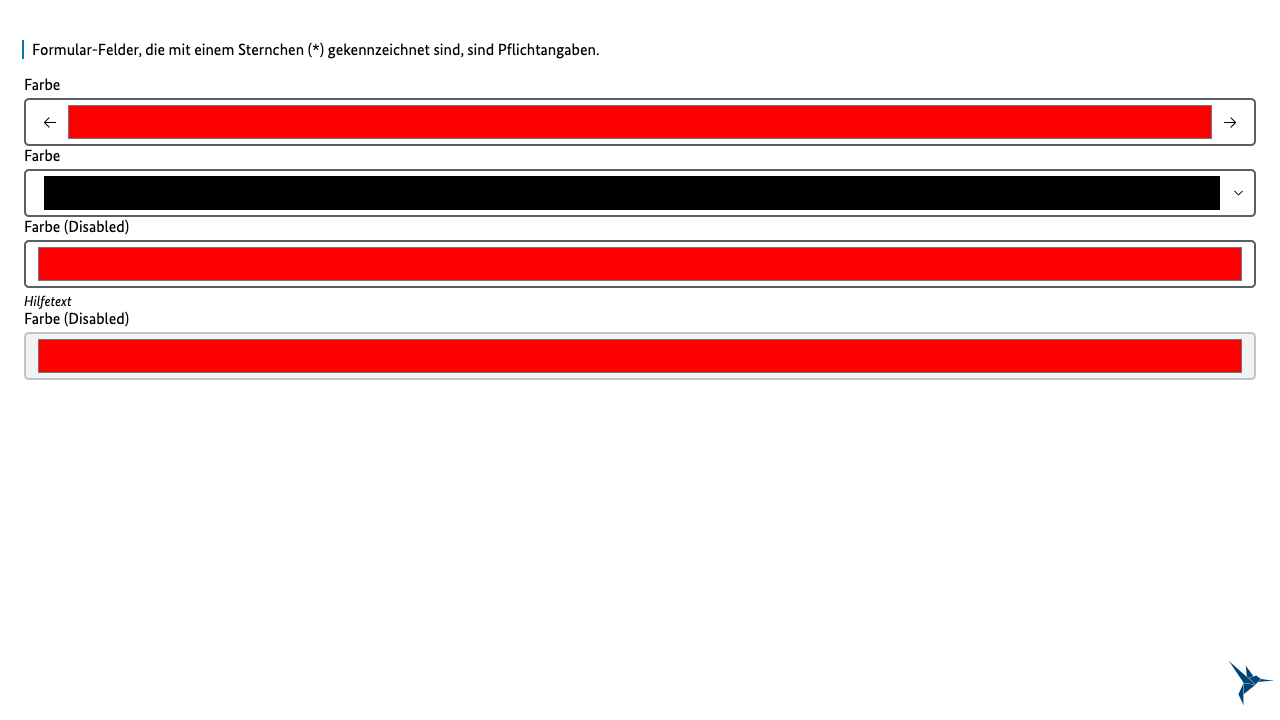 Formular-Felder, die mit einem Sternchen (*) gekennzeichnet sind, sind Pflichtangaben.
Farbe
Farbe
Farbe (Disabled)
Hilfetext
Farbe (Disabled)